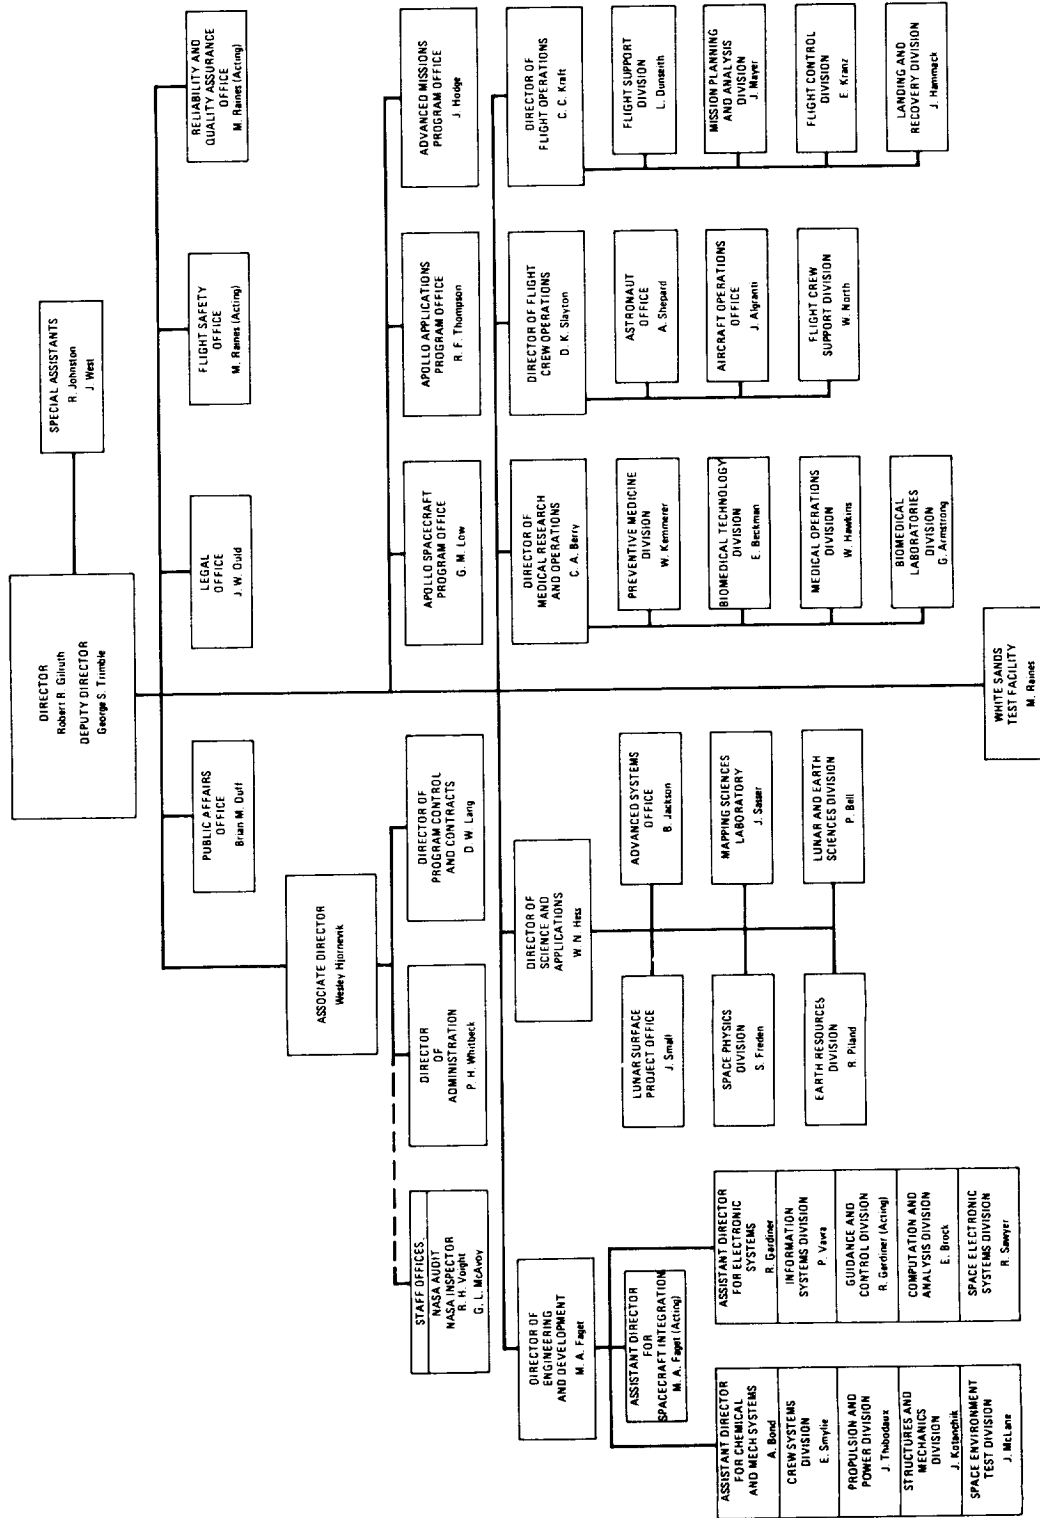 DIRECTOR
Robert R. Gilruth
DEPUTY DIRECTOR
George S. Trimble
SPECIAL ASSISTANTS
R. Johnston
J. West
PUBLIC AFFAIRS
OFFICE
Brian M. Duff
LEGAL
OFFICE
J. W. Ould
FLIGHT SAFETY
OFFICE
M. Raines (Acting)
RELIABILITY AND
QUALITY ASSURANCE
OFFICE
M. Raines (Acting)
ASSOCIATE DIRECTOR
Wesley Hjornevik
STAFF OFFICES.
NASA AUDIT
NASA INSPECTOR
R. H. Voight
G. L. McAvoy
DIRECTOR
OF
ADMINISTRATION
P. H. Whitbeck
DIRECTOR OF
PROGRAM CONTROL
AND CONTRACTS
D. W. Lang
APOLLO SPACECRAFT
PROGRAM OFFICE
G. M. Low
APOLLO APPLICATIONS
PROGRAM OFFICE
R. F. Thompson
ADVANCED MISSIONS
PROGRAM OFFICE
J. Hodge
DIRECTOR OF
ENGINEERING
AND DEVELOPMENT
M. A. Faget
DIRECTOR OF
SCIENCE AND
APPLICATIONS
W. N. Hess
DIRECTOR OF
MEDICAL RESEARCH
AND OPERATIONS
C. A. Berry
DIRECTOR OF FLIGHT
CREW OPERATIONS
D. K. Slayton
DIRECTOR OF
FLIGHT OPERATIONS
C. C. Kraft
ASSISTANT DIRECTOR
FOR
SPACECRAFT INTEGRATION
M. A. Faget (Acting)
ASSISTANT DIRECTOR
FOR CHEMICAL
AND MECH SYSTEMS
A. Bond
CREW SYSTEMS
DIVISION
E. Smylie
PROPULSION AND
POWER DIVISION
J. Thibodaux
STRUCTURES AND
MECHANICS
DIVISION
J. Kotanchik
SPACE ENVIRONMENT
TEST DIVISION
J. McLane
ASSISTANT DIRECTOR
FOR ELECTRONIC
SYSTEMS
R. Gardiner
INFORMATION
SYSTEMS DIVISION
P. Vavra
GUIDANCE AND
CONTROL DIVISION
R. Gardiner (Acting)
COMPUTATION AND
ANALYSIS DIVISION
E. Brock
SPACE ELECTRONIC
SYSTEMS DIVISION
R. Sawyer
LUNAR SURFACE
PROJECT OFFICE
J. Small
SPACE PHYSICS
DIVISION
S. Freden
EARTH RESOURCES
DIVISION
R. Piland
ADVANCED SYSTEMS
OFFICE
B. Jackson
MAPPING SCIENCES
LABORATORY
J. Sasser
LUNAR AND EARTH
SCIENCES DIVISION
P. Bell
PREVENTIVE MEDICINE
DIVISION
W. Kemmerer
BIOMEDICAL TECHNOLOGY
DIVISION
E. Beckman
MEDICAL OPERATIONS
DIVISION
W. Hawkins
BIOMEDICAL
LABORATORIES
DIVISION
G. Armstrong
ASTRONAUT
OFFICE
A. Shepard
AIRCRAFT OPERATIONS
OFFICE
J. Algranti
FLIGHT CREW
SUPPORT DIVISION
W. North
FLIGHT SUPPORT
DIVISION
L. Dunseith
MISSION PLANNING
AND ANALYSIS
DIVISION
J. Mayer
FLIGHT CONTROL
DIVISION
E. Kranz
LANDING AND
RECOVERY DIVISION
J. Hammack
WHITE SANDS
TEST FACILITY
M. Raines